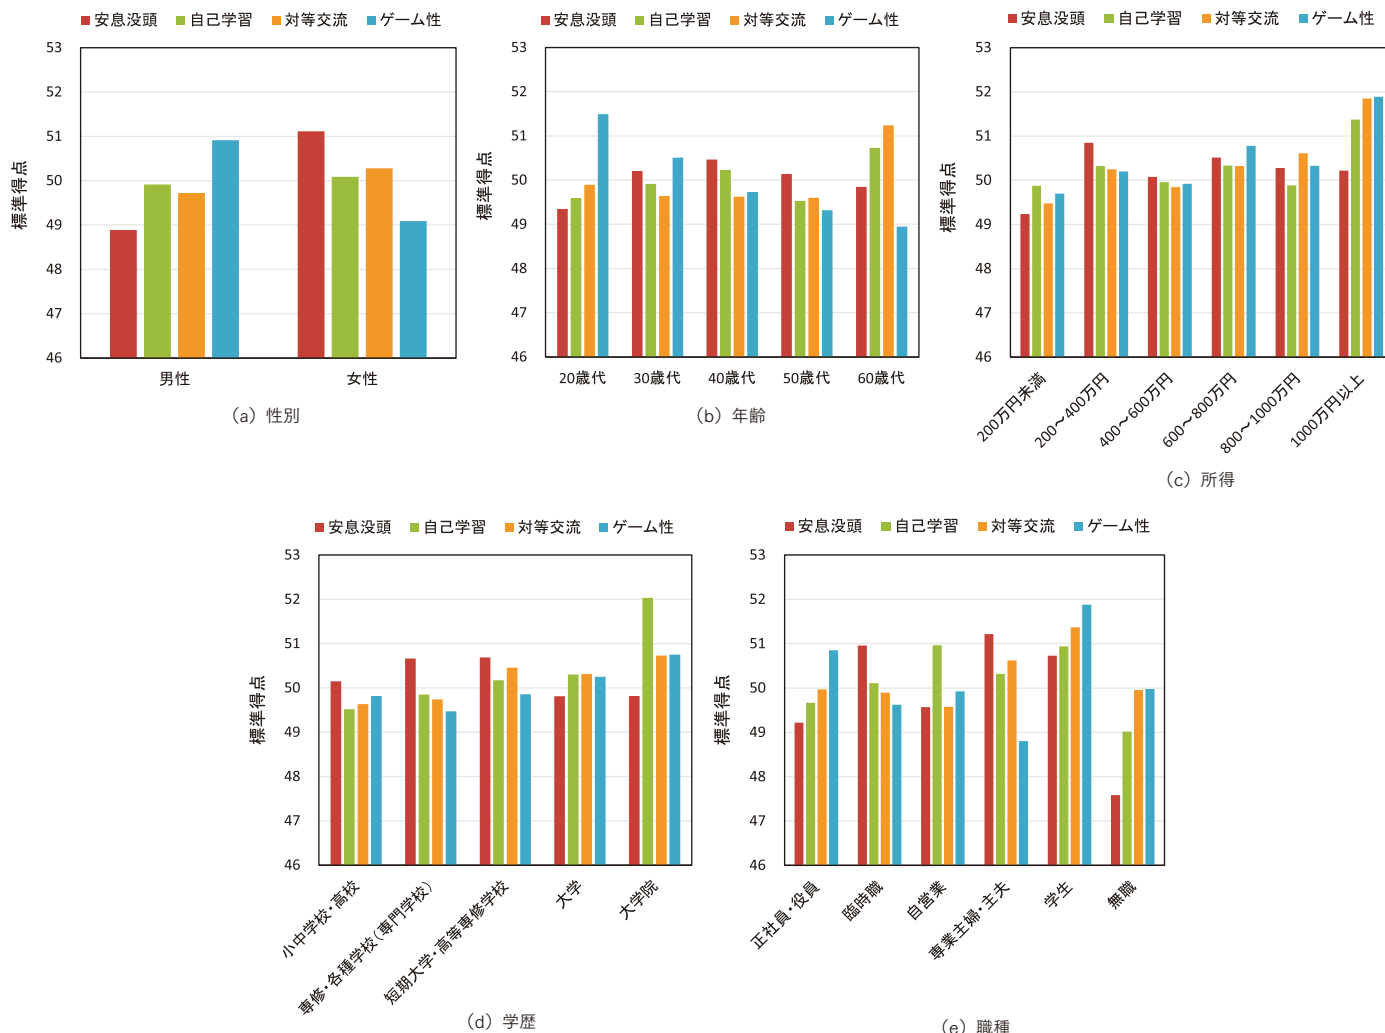 安息没頭 自己学習 対等交流 ゲーム性
53
52
51
50
49
48
47
46
標準得点
男性 女性
（a）性別
安息没頭 自己学習 対等交流 ゲーム性
53
52
51
50
49
48
47
46
標準得点
20歳代 30歳代 40歳代 50歳代 60歳代
（b）年齢
安息没頭 自己学習 対等交流 ゲーム性
53
52
51
50
49
48
47
46
標準得点
200万円未満
200〜400万円
400〜600万円
600〜800万円
800〜1000万円
1000万円以上
（c）所得
安息没頭 自己学習 対等交流 ゲーム性
53
52
51
50
49
48
47
46
標準得点
小中学校・高校
専修・各種学校（専門学校）
短期大学・高等専修学校
大学
大学院
（d）学歴
安息没頭 自己学習 対等交流 ゲーム性
53
52
51
50
49
48
47
46
標準得点
正社員・役員
臨時職
自営業
専業主婦・主夫
学生
無職
（e）職種